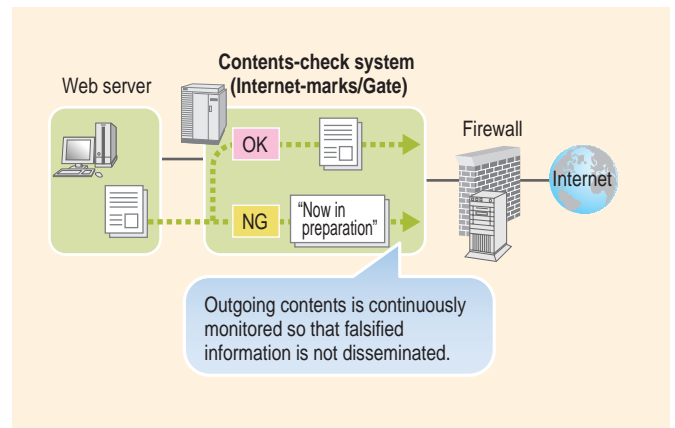 Contents-check system
(Internet-marks/Gate)
Web server
Firewall
OK
Internet
NG
“Now in
preparation”
Outgoing contents is continuously
monitored so that falsified
information is not disseminated.